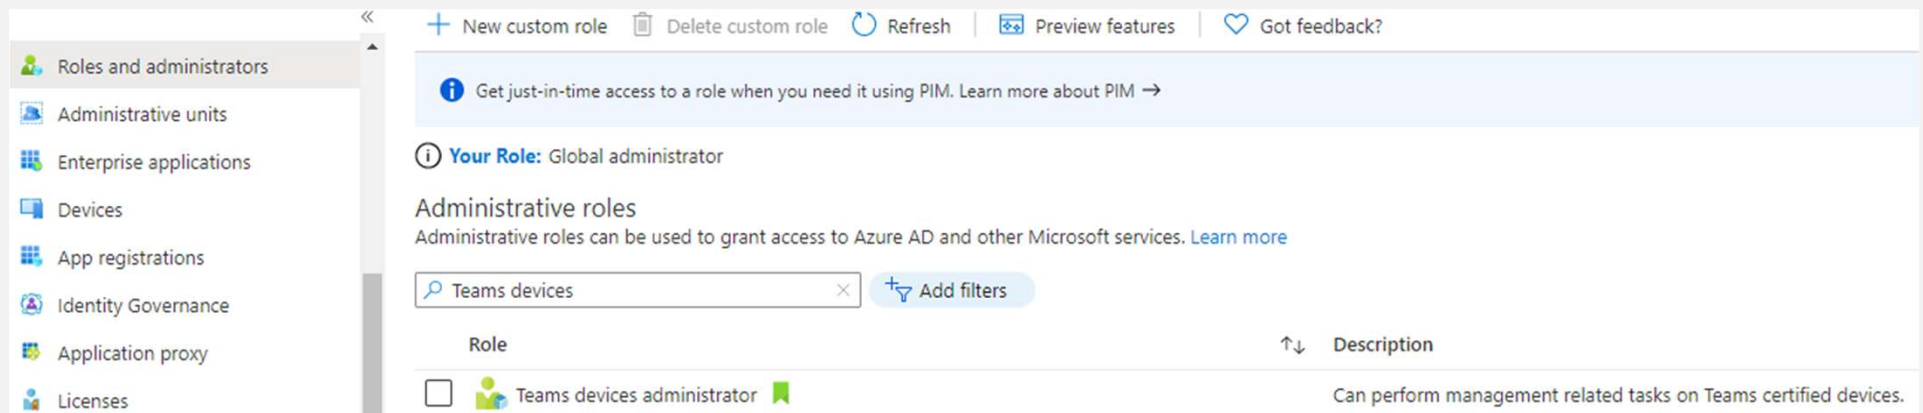 New custom role Delete custom role Refresh Preview features Got feedback?
Roles and administrators
Administrative units
Enterprise applications
Devices
App registrations
Identity Governance
Application proxy
Licenses
Get just-in-time access to a role when you need it using PIM. Learn more about PIM →
Your Role: Global administrator
Administrative roles
Administrative roles can be used to grant access to Azure AD and other Microsoft services. Learn more
Teams devices Add filters
Role Description
Teams devices administrator Can perform management related tasks on Teams certified devices.